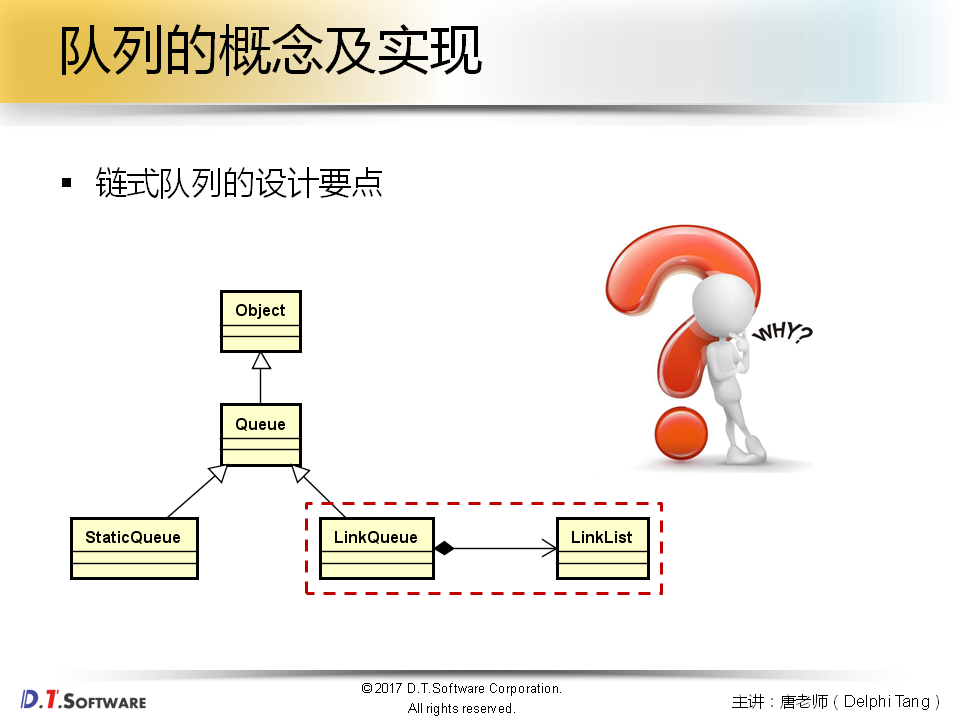 队列的概念及实现
▪ 链式队列的设计要点
WHY?
Object
Queue
StaticQueue
LinkQueue
LinkList
D.T.SOFTWARE
©2017 D.T.Software Corporation.
All rights reserved.
主讲：唐老师（Delphi Tang）